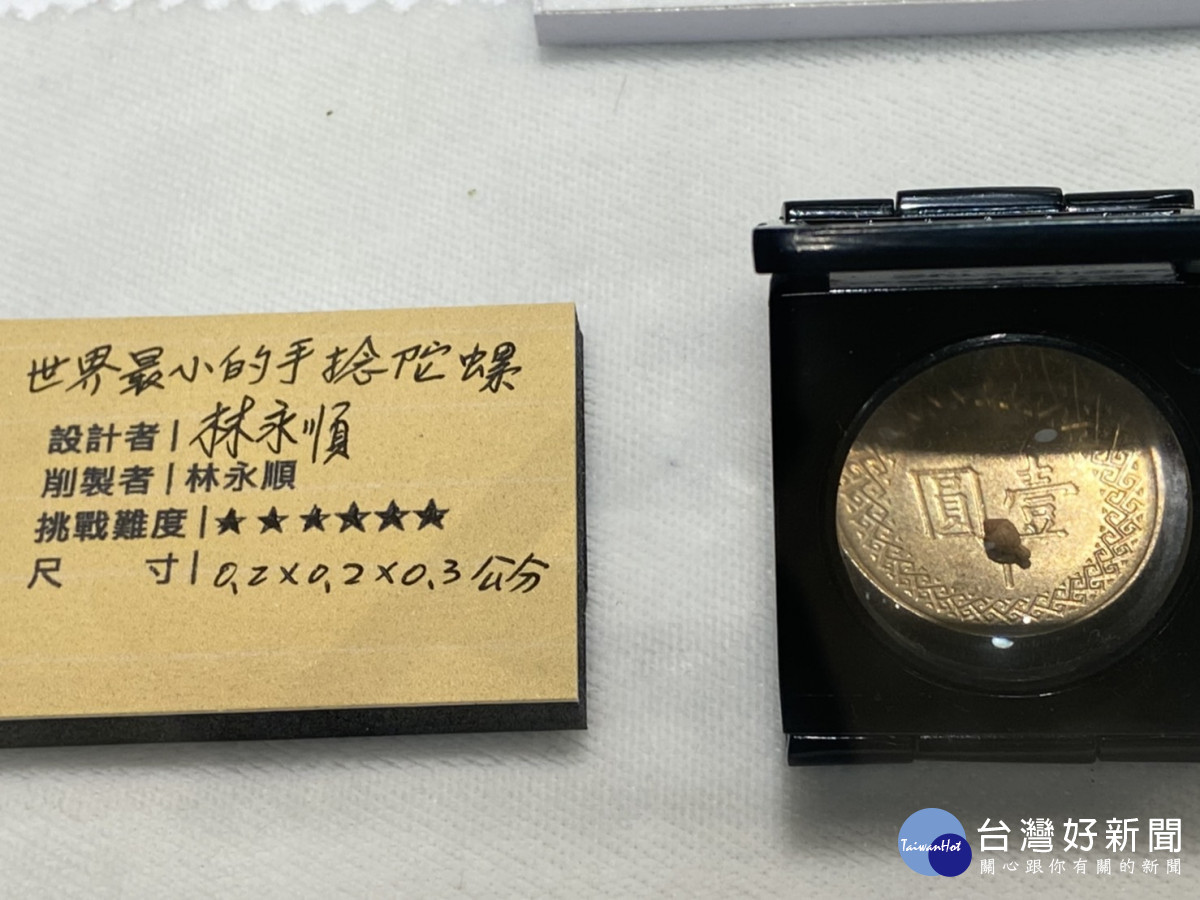 世界最小的手捻陀螺
設計者|林永順
削製者|林永順
挑戰難度|★★★★★★
尺 寸|0.2×0.2×0.3公分
圓壹
TaiwanHot
台灣好新聞
關心跟你有關的新聞